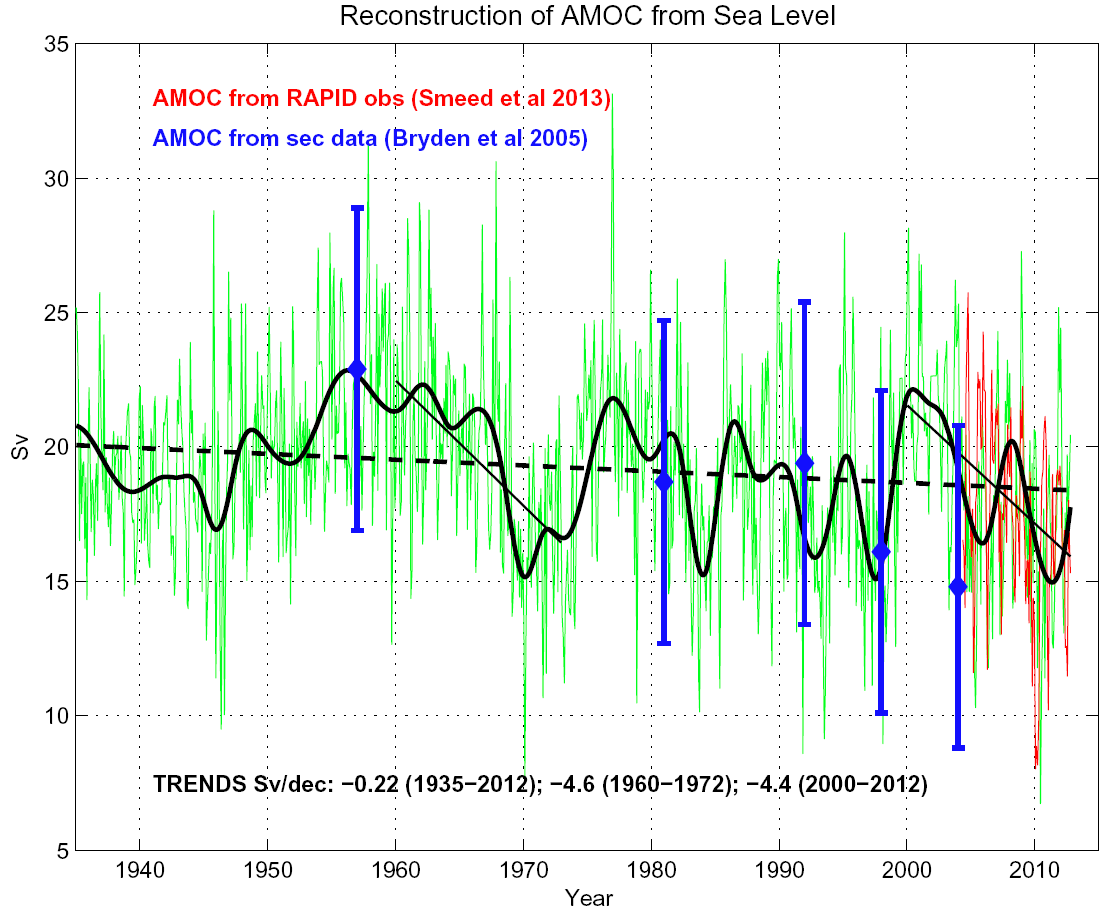 Reconstruction of AMOC from Sea Level
35
AMOC from RAPID obs (Smeed et al 2013)
AMOC from sec data (Bryden et al 2005)
30
25
20
Sv
15
10
TRENDS Sv/dec: −0.22 (1935−2012); −4.6 (1960−1972); −4.4 (2000−2012)
5
1940 1950 1960 1970 1980 1990 2000 2010
Year